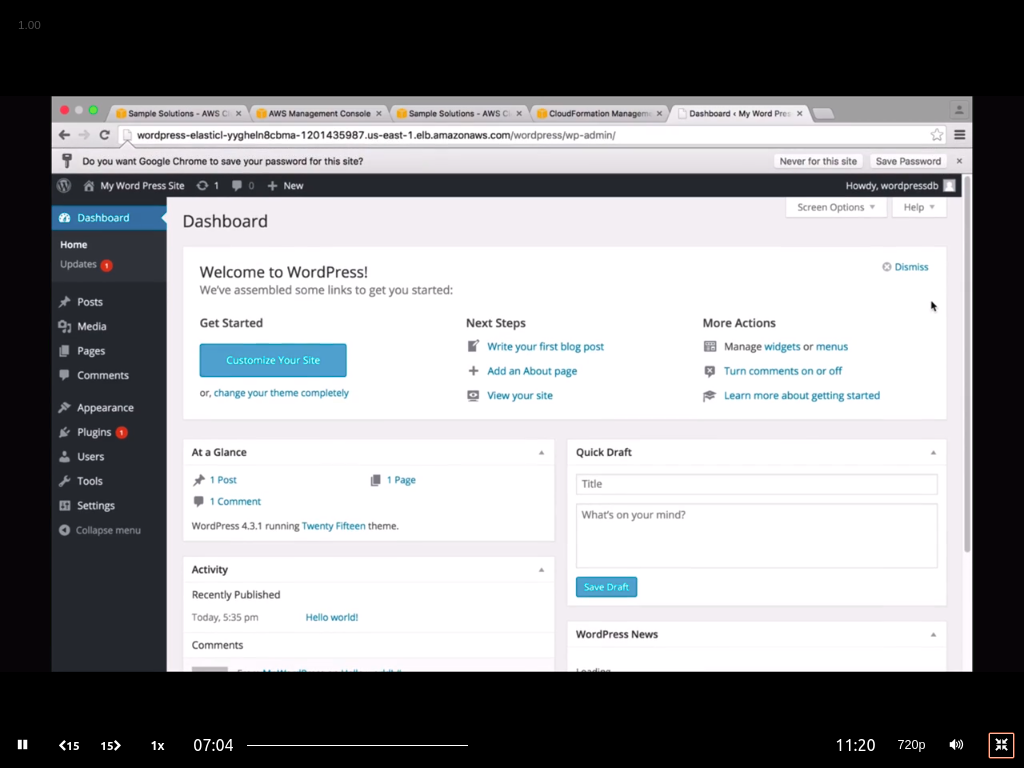 1.00
Sample Solutions - AWS Cl
AWS Management Console
Sample Solutions - AWS Cl
CloudFormation Managem
Dashboard ‹ My Word Pres
wordpress-elasticl-yygheln8cbma-1201435987.us-east-1.elb.amazonaws.com/wordpress/wp-admin/
Do you want Google Chrome to save your password for this site?
Never for this site
Save Password
My Word Press Site
1
0
New
Howdy, wordpressdb
Dashboard
Home
Updates 1
Posts
Media
Pages
Comments
Appearance
Plugins 1
Users
Tools
Settings
Collapse menu
Screen Options
Help
Dashboard
Welcome to WordPress!
Dismiss
We've assembled some links to get you started:
Get Started
Customize Your Site
or, change your theme completely
Next Steps
Write your first blog post
Add an About page
View your site
More Actions
Manage widgets or menus
Turn comments on or off
Learn more about getting started
At a Glance
1 Post
1 Page
1 Comment
WordPress 4.3.1 running Twenty Fifteen theme.
Activity
Recently Published
Today, 5:35 pm
Hello world!
Comments
Quick Draft
Title
What's on your mind?
Save Draft
WordPress News
15
15
1x
07:04
11:20
720p